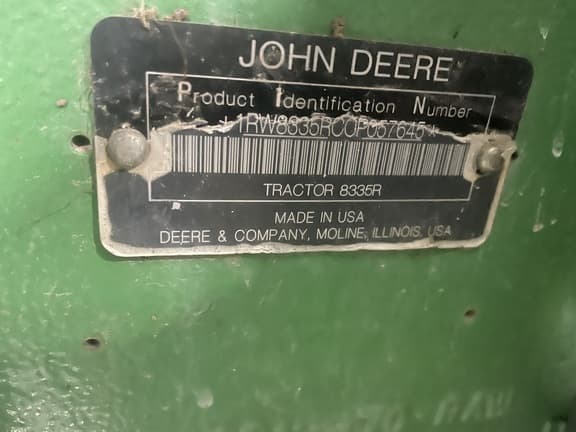 JOHN DEERE
Product Identification Number
*1RW8335RCCP057645*
TRACTOR 8335R
MADE IN USA
DEERE & COMPANY, MOLINE, ILLINOIS, USA